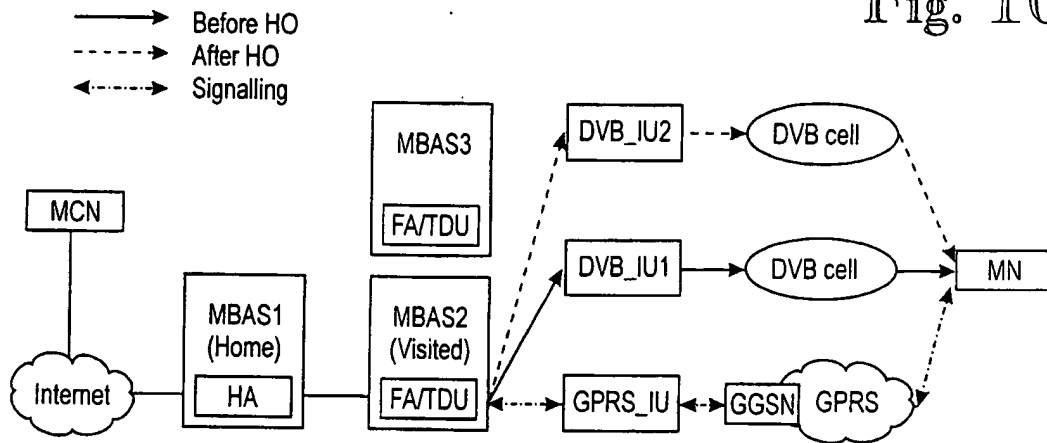 Fig. 10
Before HO
After HO
Signalling
MBAS3
FA/TDU
DVB_IU2
DVB cell
MCN
DVB_IU1
DVB cell
MN
MBAS1
(Home)
HA
MBAS2
(Visited)
FA/TDU
Internet
GPRS_IU
GGSN
GPRS